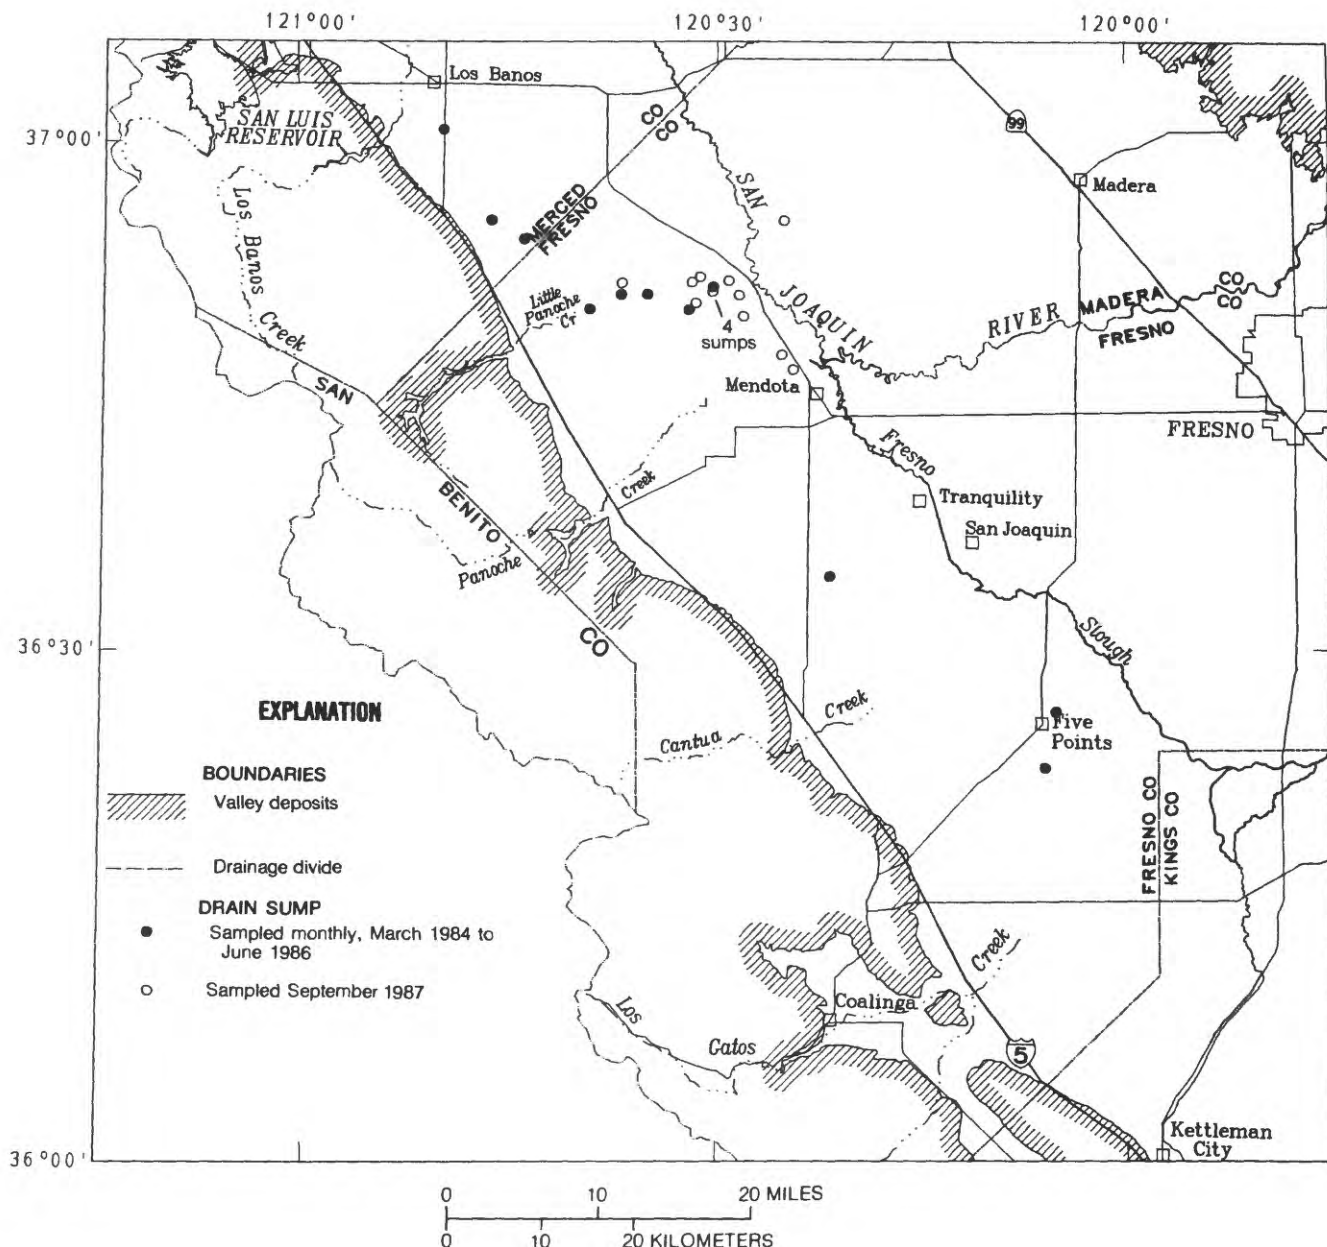 121°00'
120°30'
120°00'
Los Banos
SAN LUIS
RESERVOIR
37°00'
CO
CO
99
Madera
SAN
Los Banos
Creek
MERCED
FRESNO
Little
Panoche
Cr
4
sumps
JOAQUIN
RIVER
MADERA
CO
FRESNO
CO
SAN
Mendota
FRESNO
Fresno
BENITO
Creek
Tranquility
San Joaquin
Panoche
CO
Slough
36°30'
EXPLANATION
Creek
Cantua
Five
Points
BOUNDARIES
Valley deposits
FRESNO CO
KINGS CO
Drainage divide
DRAIN SUMP
Sampled monthly, March 1984 to
June 1986
Sampled September 1987
Creek
Los
Coalinga
Gatos
5
Kettleman
City
36°00'
0 10 20 MILES
0 10 20 KILOMETERS